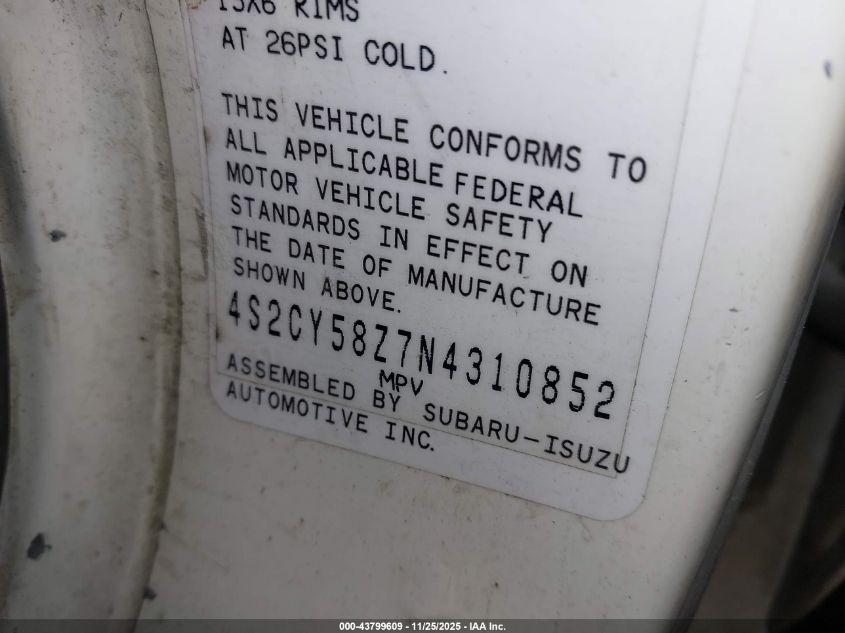 15X6 RIMS
AT 26PSI COLD.
THIS VEHICLE CONFORMS TO
ALL APPLICABLE FEDERAL
MOTOR VEHICLE SAFETY
STANDARDS IN EFFECT ON
THE DATE OF MANUFACTURE
SHOWN ABOVE.
4S2CY58Z7N4310852
MPV
ASSEMBLED BY SUBARU-ISUZU
AUTOMOTIVE INC.
000-43799609 - 11/25/2025 - IAA Inc.